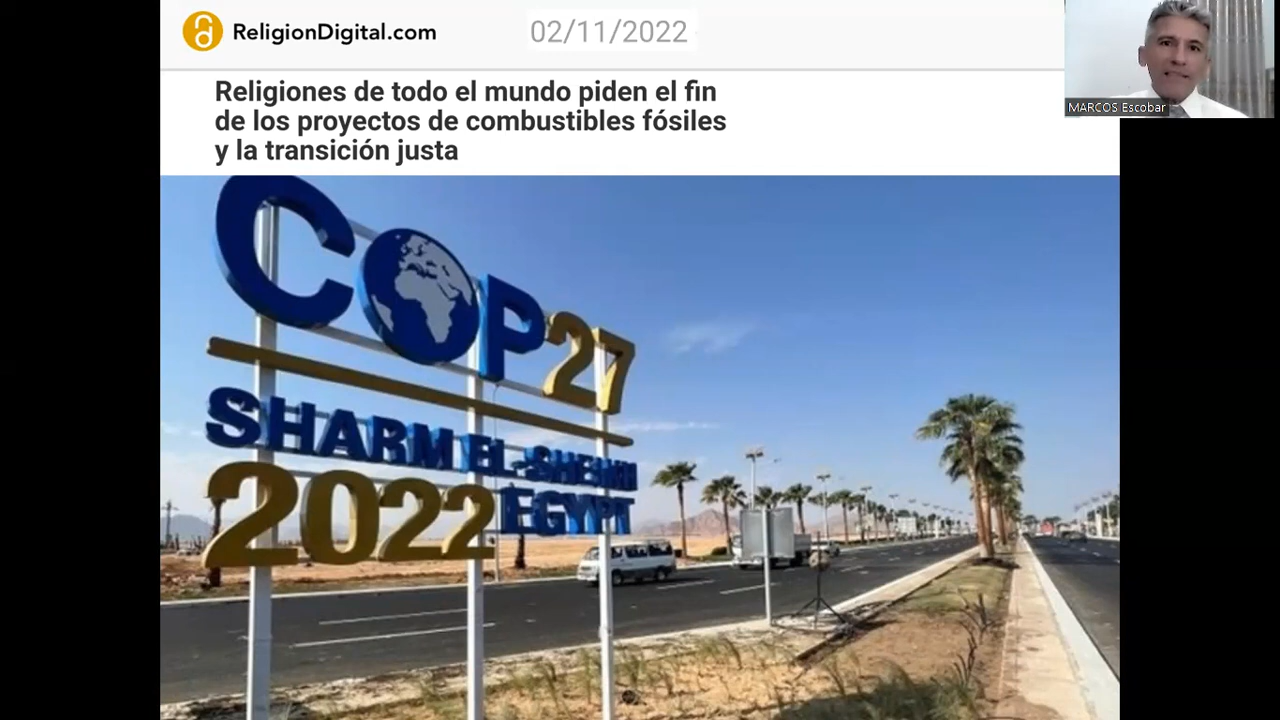 ReligionDigital.com
02/11/2022
MARCOS Escobar
Religiones de todo el mundo piden el fin
de los proyectos de combustibles fósiles
y la transición justa
COP27
SHARM EL-SHEIKH
2022 EGYPT